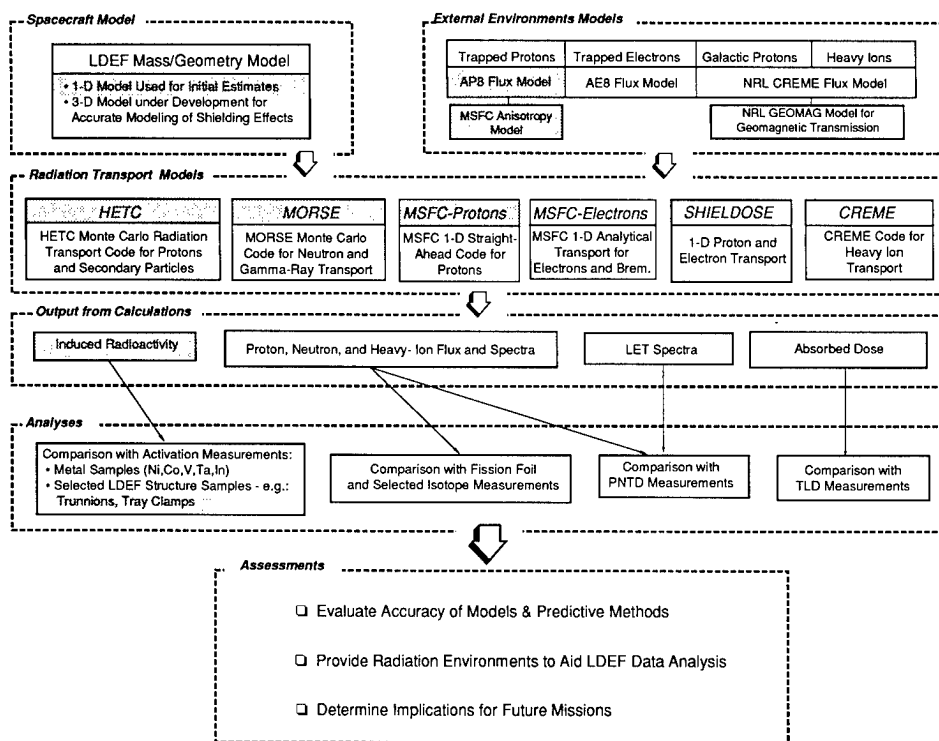 Spacecraft Model
LDEF Mass/Geometry Model
• 1-D Model Used for Initial Estimates
• 3-D Model under Development for
Accurate Modeling of Shielding Effects
External Environments Models
Trapped Protons
Trapped Electrons
Galactic Protons
Heavy Ions
AP8 Flux Model
AE8 Flux Model
NRL CREME Flux Model
MSFC Anisotropy
Model
NRL GEOMAG Model for
Geomagnetic Transmission
Radiation Transport Models
HETC
HETC Monte Carlo Radiation
Transport Code for Protons
and Secondary Particles
MORSE
MORSE Monte Carlo
Code for Neutron and
Gamma-Ray Transport
MSFC-Protons
MSFC 1-D Straight-
Ahead Code for
Protons
MSFC-Electrons
MSFC 1-D Analytical
Transport for
Electrons and Brem.
SHIELDOSE
1-D Proton and
Electron Transport
CREME
CREME Code for
Heavy Ion
Transport
Output from Calculations
Induced Radioactivity
Proton, Neutron, and Heavy- Ion Flux and Spectra
LET Spectra
Absorbed Dose
Analyses
Comparison with Activation Measurements:
• Metal Samples (Ni,Co,V,Ta,In)
• Selected LDEF Structure Samples - e.g.:
Trunnions, Tray Clamps
Comparison with Fission Foil
and Selected Isotope Measurements
Comparison with
PNTD Measurements
Comparison with
TLD Measurements
Assessments
❏ Evaluate Accuracy of Models & Predictive Methods
❏ Provide Radiation Environments to Aid LDEF Data Analysis
❏ Determine Implications for Future Missions